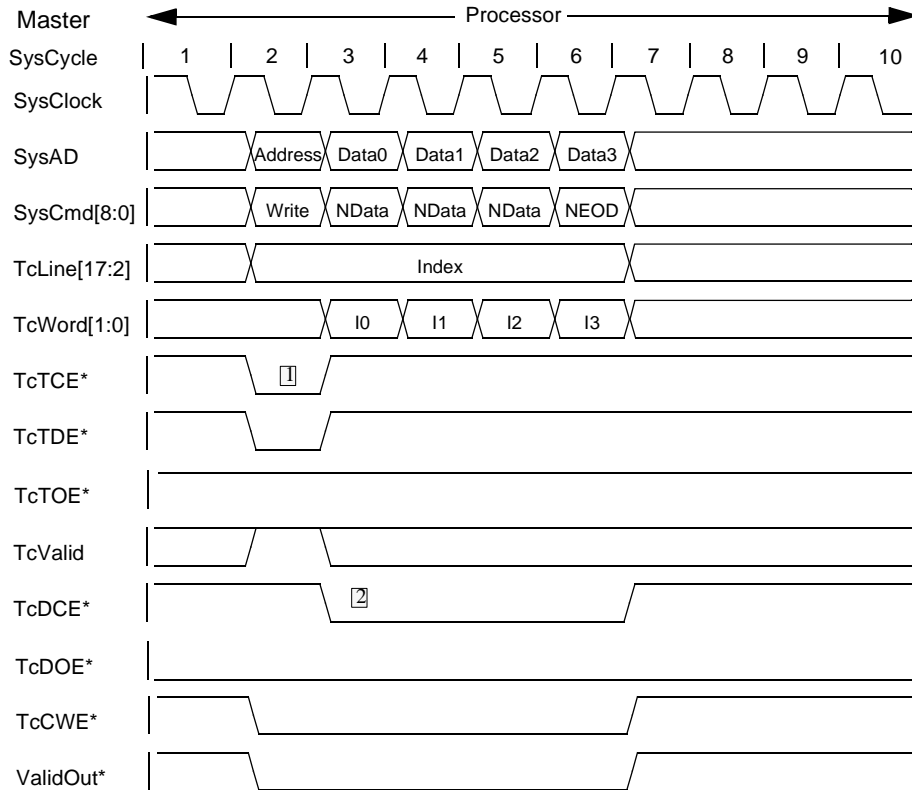 Master Processor
SysCycle 1 2 3 4 5 6 7 8 9 10
SysClock
SysAD Address Data0 Data1 Data2 Data3
SysCmd[8:0] Write NData NData NData NEOD
TcLine[17:2] Index
TcWord[1:0] I0 I1 I2 I3
TcTCE* 1
TcTDE*
TcTOE*
TcValid
TcDCE* 2
TcDOE*
TcCWE*
ValidOut*